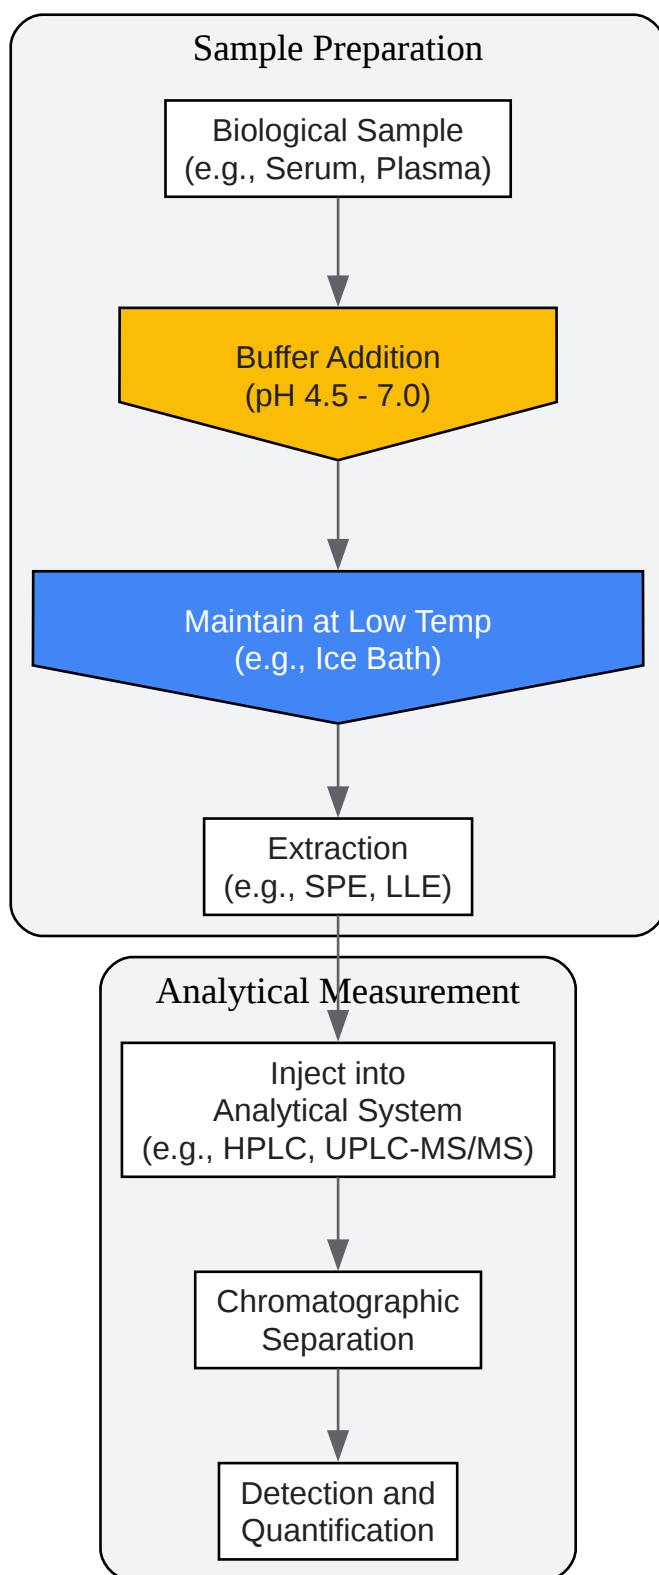 Sample Preparation
Biological Sample
(e.g., Serum, Plasma)
Buffer Addition
(pH 4.5 - 7.0)
Maintain at Low Temp
(e.g., Ice Bath)
Extraction
(e.g., SPE, LLE)
Analytical Measurement
Inject into
Analytical System
(e.g., HPLC, UPLC-MS/MS)
Chromatographic
Separation
Detection and
Quantification